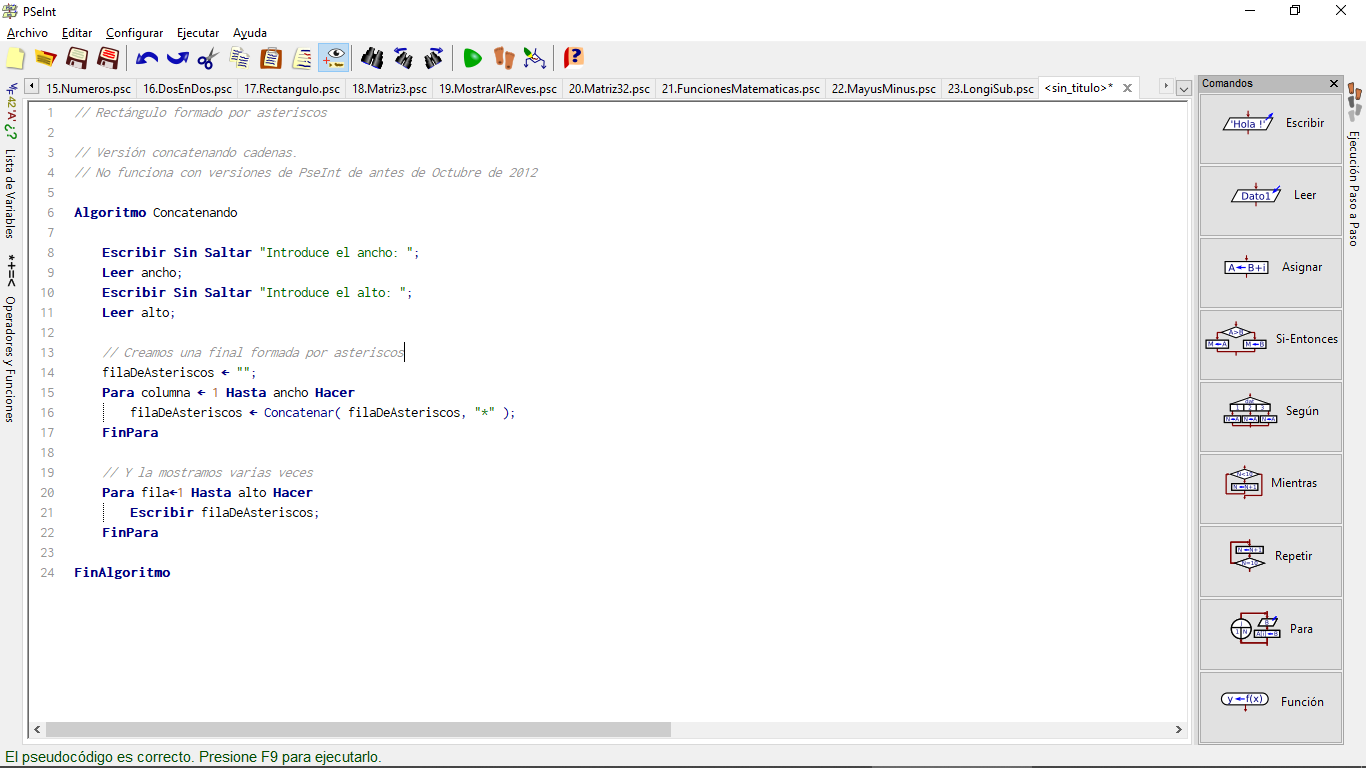 PSeInt
Archivo Editar Configurar Ejecutar Ayuda
15.Numeros.psc 16.DosEnDos.psc 17.Rectangulo.psc 18.Matriz3.psc 19.MostrarAlReves.psc 20.Matriz32.psc 21.FuncionesMatematicas.psc 22.MayusMinus.psc 23.LongiSub.psc <sin_titulo>*
Lista de Variables
*+=<
Operadores y Funciones
1 // Rectángulo formado por asteriscos
2
3 // Versión concatenando cadenas.
4 // No funciona con versiones de PseInt de antes de Octubre de 2012
5
6 Algoritmo Concatenando
7
8 Escribir Sin Saltar "Introduce el ancho: ";
9 Leer ancho;
10 Escribir Sin Saltar "Introduce el alto: ";
11 Leer alto;
12
13 // Creamos una final formada por asteriscos
14 filaDeAsteriscos ← "";
15 Para columna ← 1 Hasta ancho Hacer
16 filaDeAsteriscos ← Concatenar( filaDeAsteriscos, "*" );
17 FinPara
18
19 // Y la mostramos varias veces
20 Para fila←1 Hasta alto Hacer
21 Escribir filaDeAsteriscos;
22 FinPara
23
24 FinAlgoritmo
Comandos
'Hola !' Escribir
Dato1 Leer
A←B+i Asignar
A>B M←A M←B Si-Entonces
Según
Mientras
Repetir
Para
y←f(x) Función
Ejecución Paso a Paso
El pseudocódigo es correcto. Presione F9 para ejecutarlo.